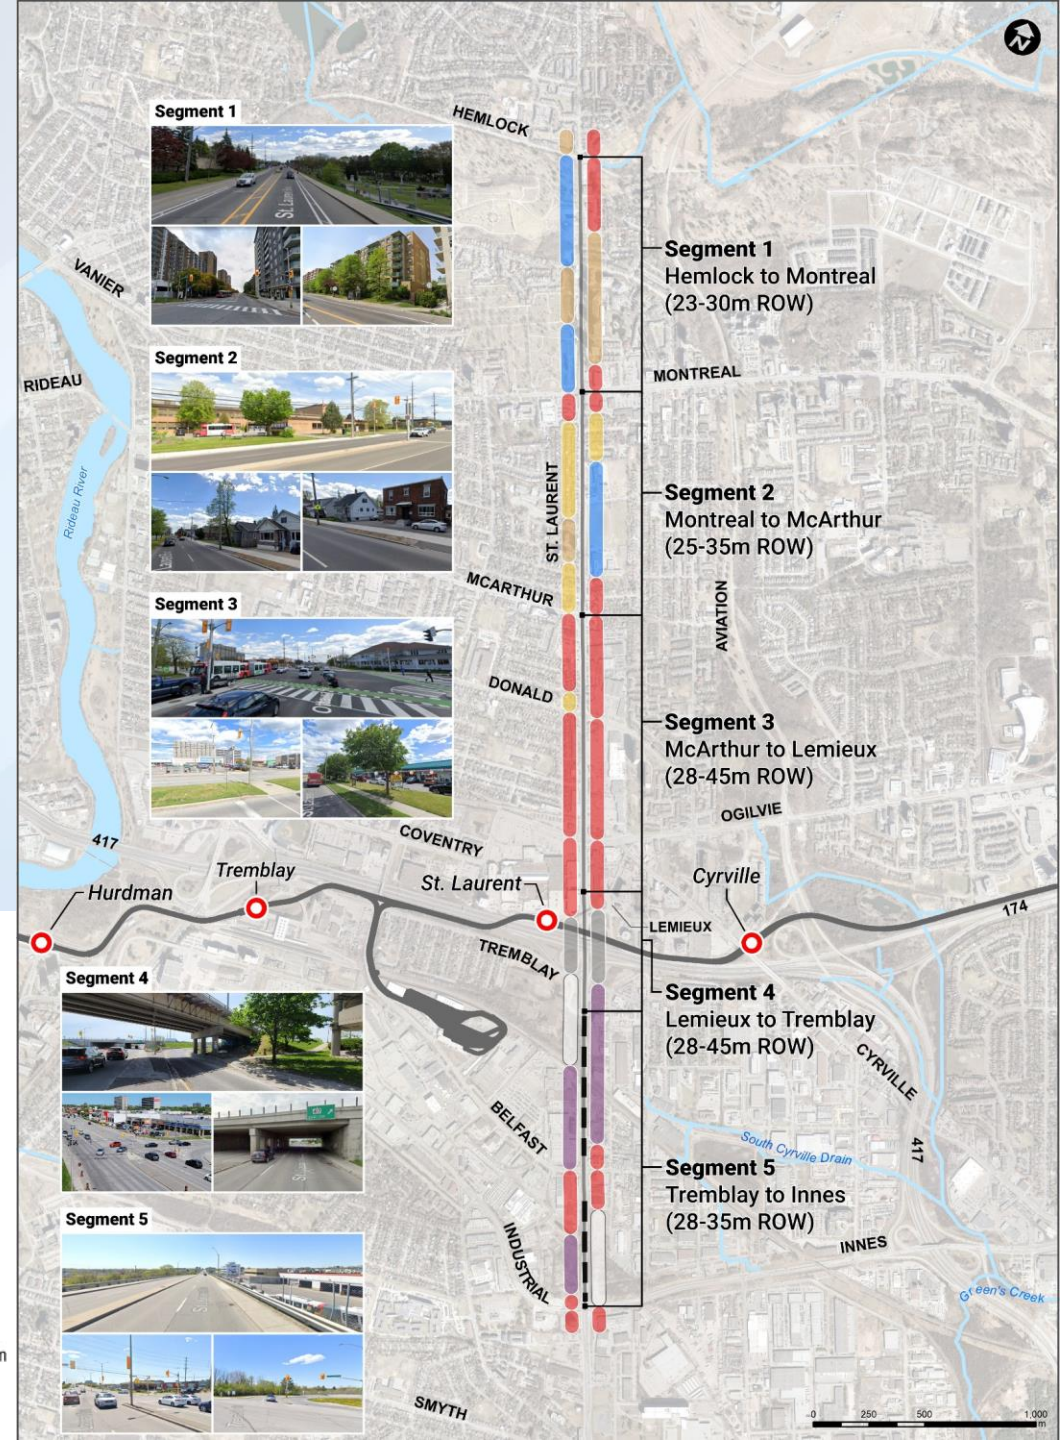 Segment 1
HEMLOCK
VANIER
Segment 1
Hemlock to Montreal
(23-30m ROW)
Segment 2
RIDEAU
MONTREAL
Rideau River
ST. LAURENT
Segment 2
Montreal to McArthur
(25-35m ROW)
MCARTHUR
AVIATION
Segment 3
DONALD
Segment 3
McArthur to Lemieux
(28-45m ROW)
OGILVIE
417
COVENTRY
Hurdman
Tremblay
St. Laurent
Cyrville
174
LEMIEUX
TREMBLAY
Segment 4
Segment 4
Lemieux to Tremblay
(28-45m ROW)
CYRVILLE
BELFAST
South Cyrville Drain
417
Segment 5
Tremblay to Innes
(28-35m ROW)
Segment 5
INDUSTRIAL
INNES
Green's Creek
SMYTH
0 250 500 1,000
m